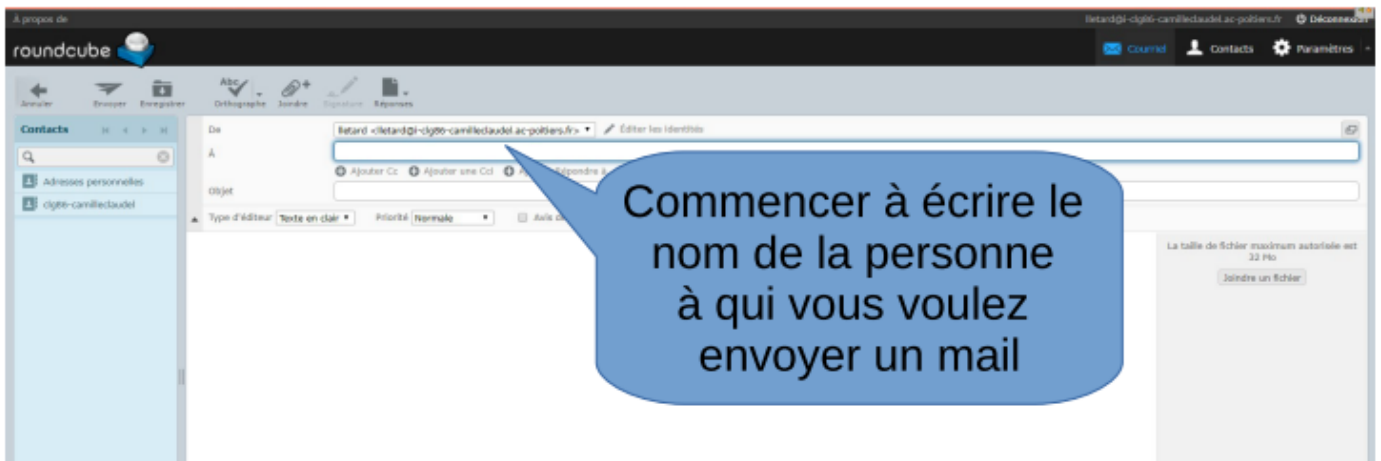 À propos de
lletard@i-clg86-camilleclaudel.ac-poitiers.fr Déconnexion
roundcube
Courriel Contacts Paramètres
Annuler Envoyer Enregistrer Orthographe Joindre Signature Réponses
Contacts
De lletard <lletard@i-clg86-camilleclaudel.ac-poitiers.fr> Éditer les identités
À
Ajouter Cc Ajouter une Cci Répondre à
Adresses personnelles
Objet
clg86-camilleclaudel
Type d'éditeur Texte en clair Priorité Normale Avis
Commencer à écrire le
nom de la personne
à qui vous voulez
envoyer un mail
La taille de fichier maximum autorisée est
32 Mo
Joindre un fichier